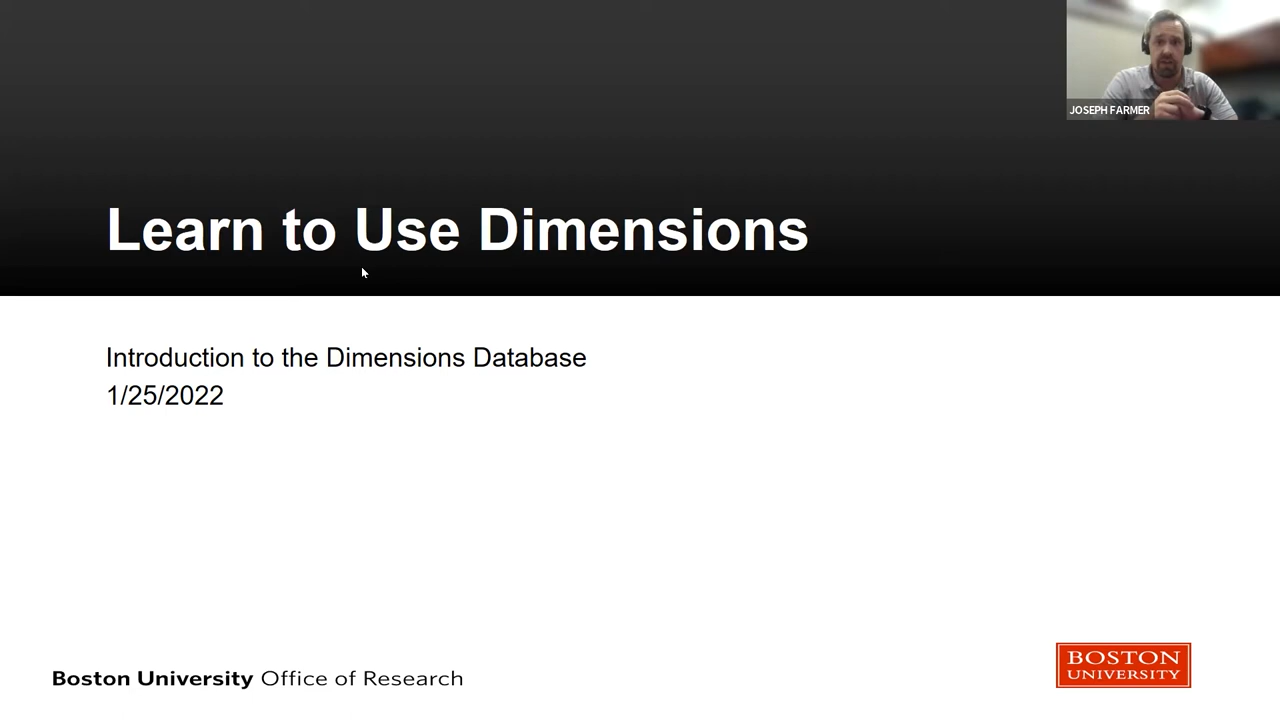 JOSEPH FARMER
Learn to Use Dimensions
Introduction to the Dimensions Database
1/25/2022
Boston University Office of Research
BOSTON
UNIVERSITY